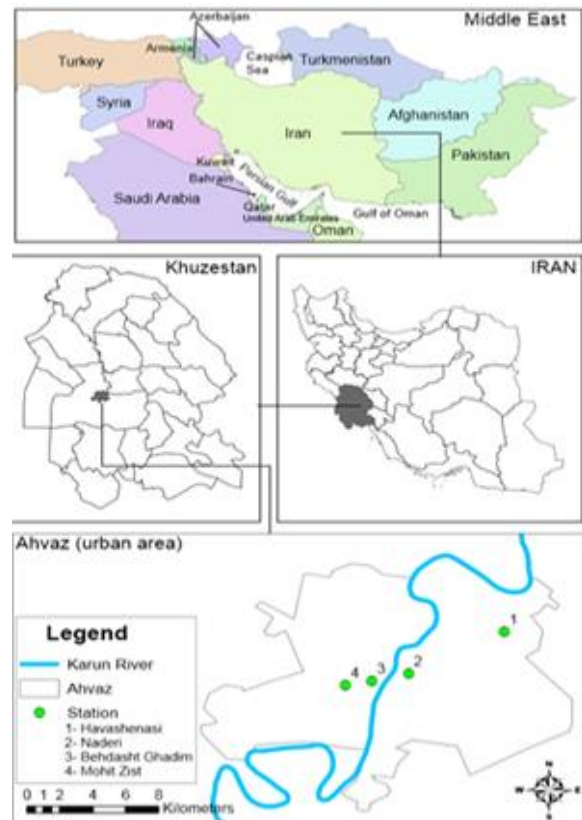 Middle East
Azerbaijan
Armenia
Caspian
Sea
Turkmenistan
Turkey
Syria
Iraq
Iran
Afghanistan
Pakistan
Kuwait
Bahrain
Persian Gulf
Saudi Arabia
Qatar
United Arab Emirates
Gulf of Oman
Oman
Khuzestan
IRAN
Ahvaz (urban area)
Legend
Karun River
Ahvaz
Station
1- Havashenasi
2- Naderi
3- Behdasht Ghadim
4- Mohit Zist
0 1 2 4 6 8
Kilometers
1
2
3
4
N
W E
S